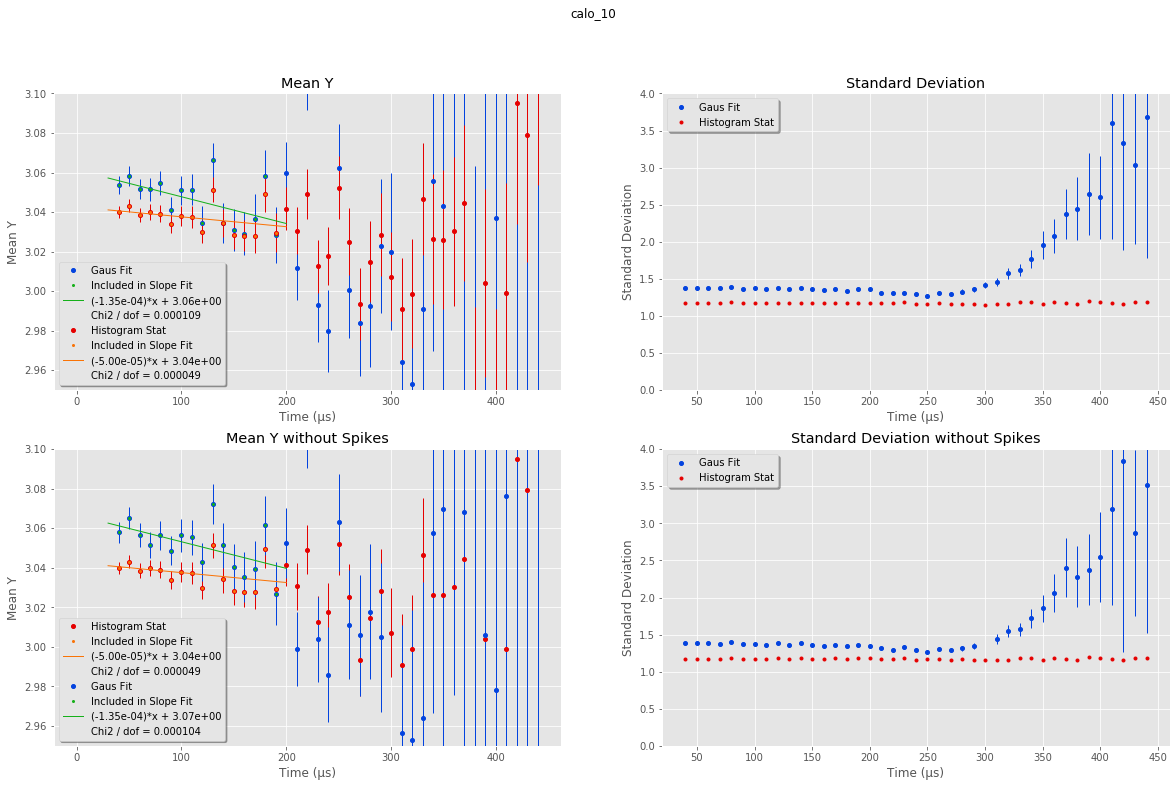 calo_10
Mean Y
3.10
3.08
3.06
3.04
3.02
3.00
2.98
2.96
Mean Y
Gaus Fit
Included in Slope Fit
(-1.35e-04)*x + 3.06e+00
Chi2 / dof = 0.000109
Histogram Stat
Included in Slope Fit
(-5.00e-05)*x + 3.04e+00
Chi2 / dof = 0.000049
0 100 200 300 400
Time (µs)
Standard Deviation
4.0
3.5
3.0
2.5
2.0
1.5
1.0
0.5
0.0
Standard Deviation
Gaus Fit
Histogram Stat
50 100 150 200 250 300 350 400 450
Time (µs)
Mean Y without Spikes
3.10
3.08
3.06
3.04
3.02
3.00
2.98
2.96
Mean Y
Histogram Stat
Included in Slope Fit
(-5.00e-05)*x + 3.04e+00
Chi2 / dof = 0.000049
Gaus Fit
Included in Slope Fit
(-1.35e-04)*x + 3.07e+00
Chi2 / dof = 0.000104
0 100 200 300 400
Time (µs)
Standard Deviation without Spikes
4.0
3.5
3.0
2.5
2.0
1.5
1.0
0.5
0.0
Standard Deviation
Gaus Fit
Histogram Stat
50 100 150 200 250 300 350 400 450
Time (µs)